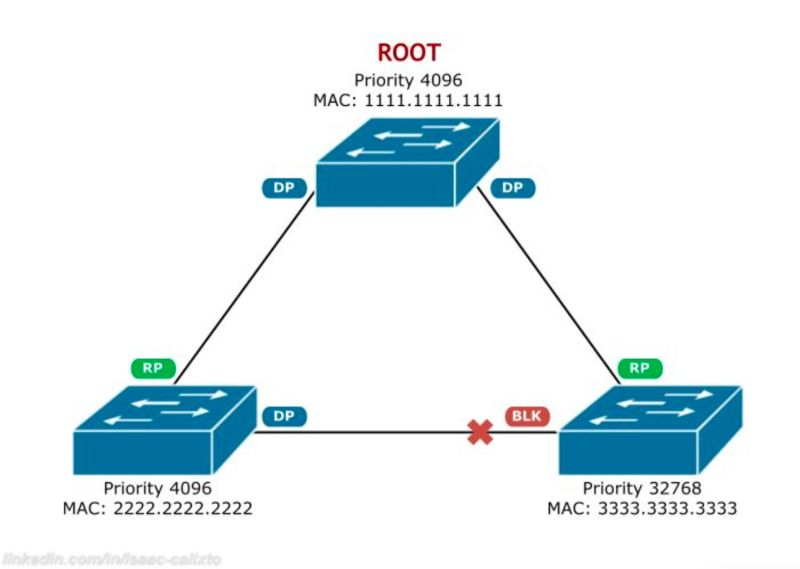 ROOT
Priority 4096
MAC: 1111.1111.1111
DP
DP
RP
RP
DP
BLK
Priority 4096
MAC: 2222.2222.2222
Priority 32768
MAC: 3333.3333.3333
linkedin.com/in/isaac-calixto